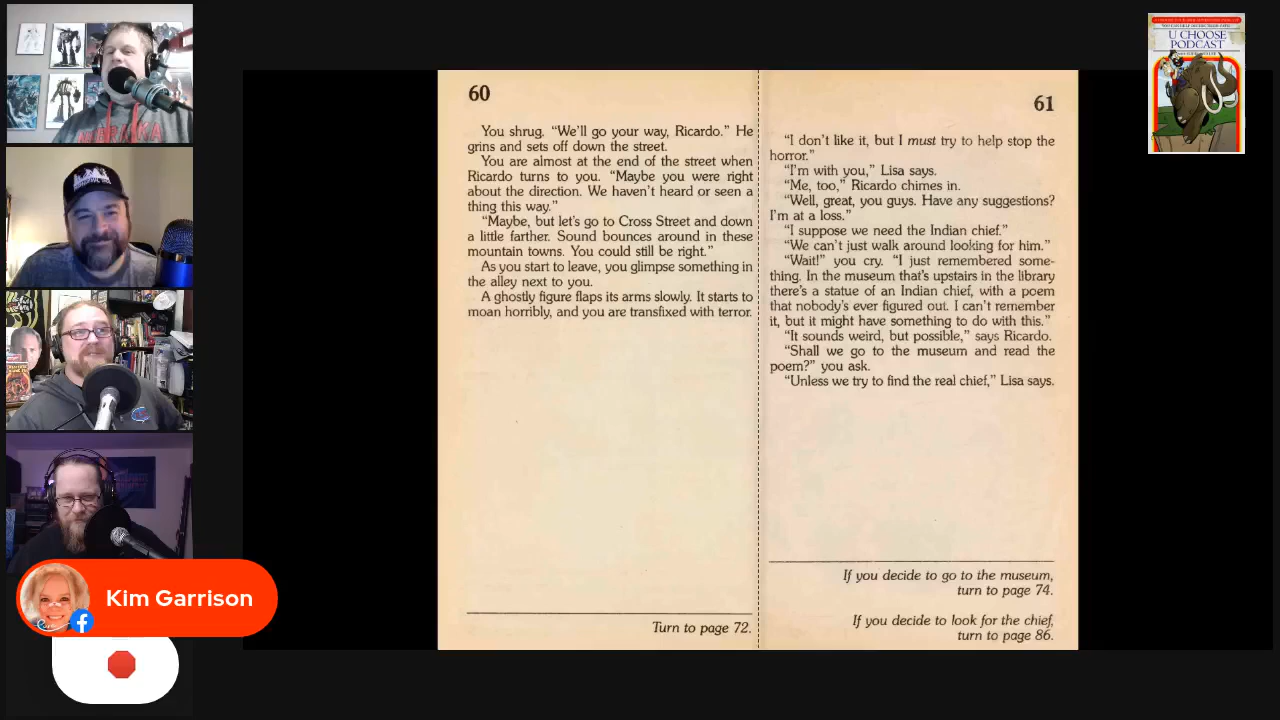 60
You shrug. “We’ll go your way, Ricardo.” He
grins and sets off down the street.
You are almost at the end of the street when
Ricardo turns to you. “Maybe you were right
about the direction. We haven’t heard or seen a
thing this way.”
“Maybe, but let’s go to Cross Street and down
a little farther. Sound bounces around in these
mountain towns. You could still be right.”
As you start to leave, you glimpse something in
the alley next to you.
A ghostly figure flaps its arms slowly. It starts to
moan horribly, and you are transfixed with terror.
Turn to page 72.
61
“I don’t like it, but I must try to help stop the
horror.”
“I’m with you,” Lisa says.
“Me, too,” Ricardo chimes in.
“Well, great, you guys. Have any suggestions?
I’m at a loss.”
“I suppose we need the Indian chief.”
“We can’t just walk around looking for him.”
“Wait!” you cry. “I just remembered some-
thing. In the museum that’s upstairs in the library
there’s a statue of an Indian chief, with a poem
that nobody’s ever figured out. I can’t remember
it, but it might have something to do with this.”
“It sounds weird, but possible,” says Ricardo.
“Shall we go to the museum and read the
poem?” you ask.
“Unless we try to find the real chief,” Lisa says.
If you decide to go to the museum,
turn to page 74.
If you decide to look for the chief,
turn to page 86.
U CHOOSE
PODCAST
Kim Garrison